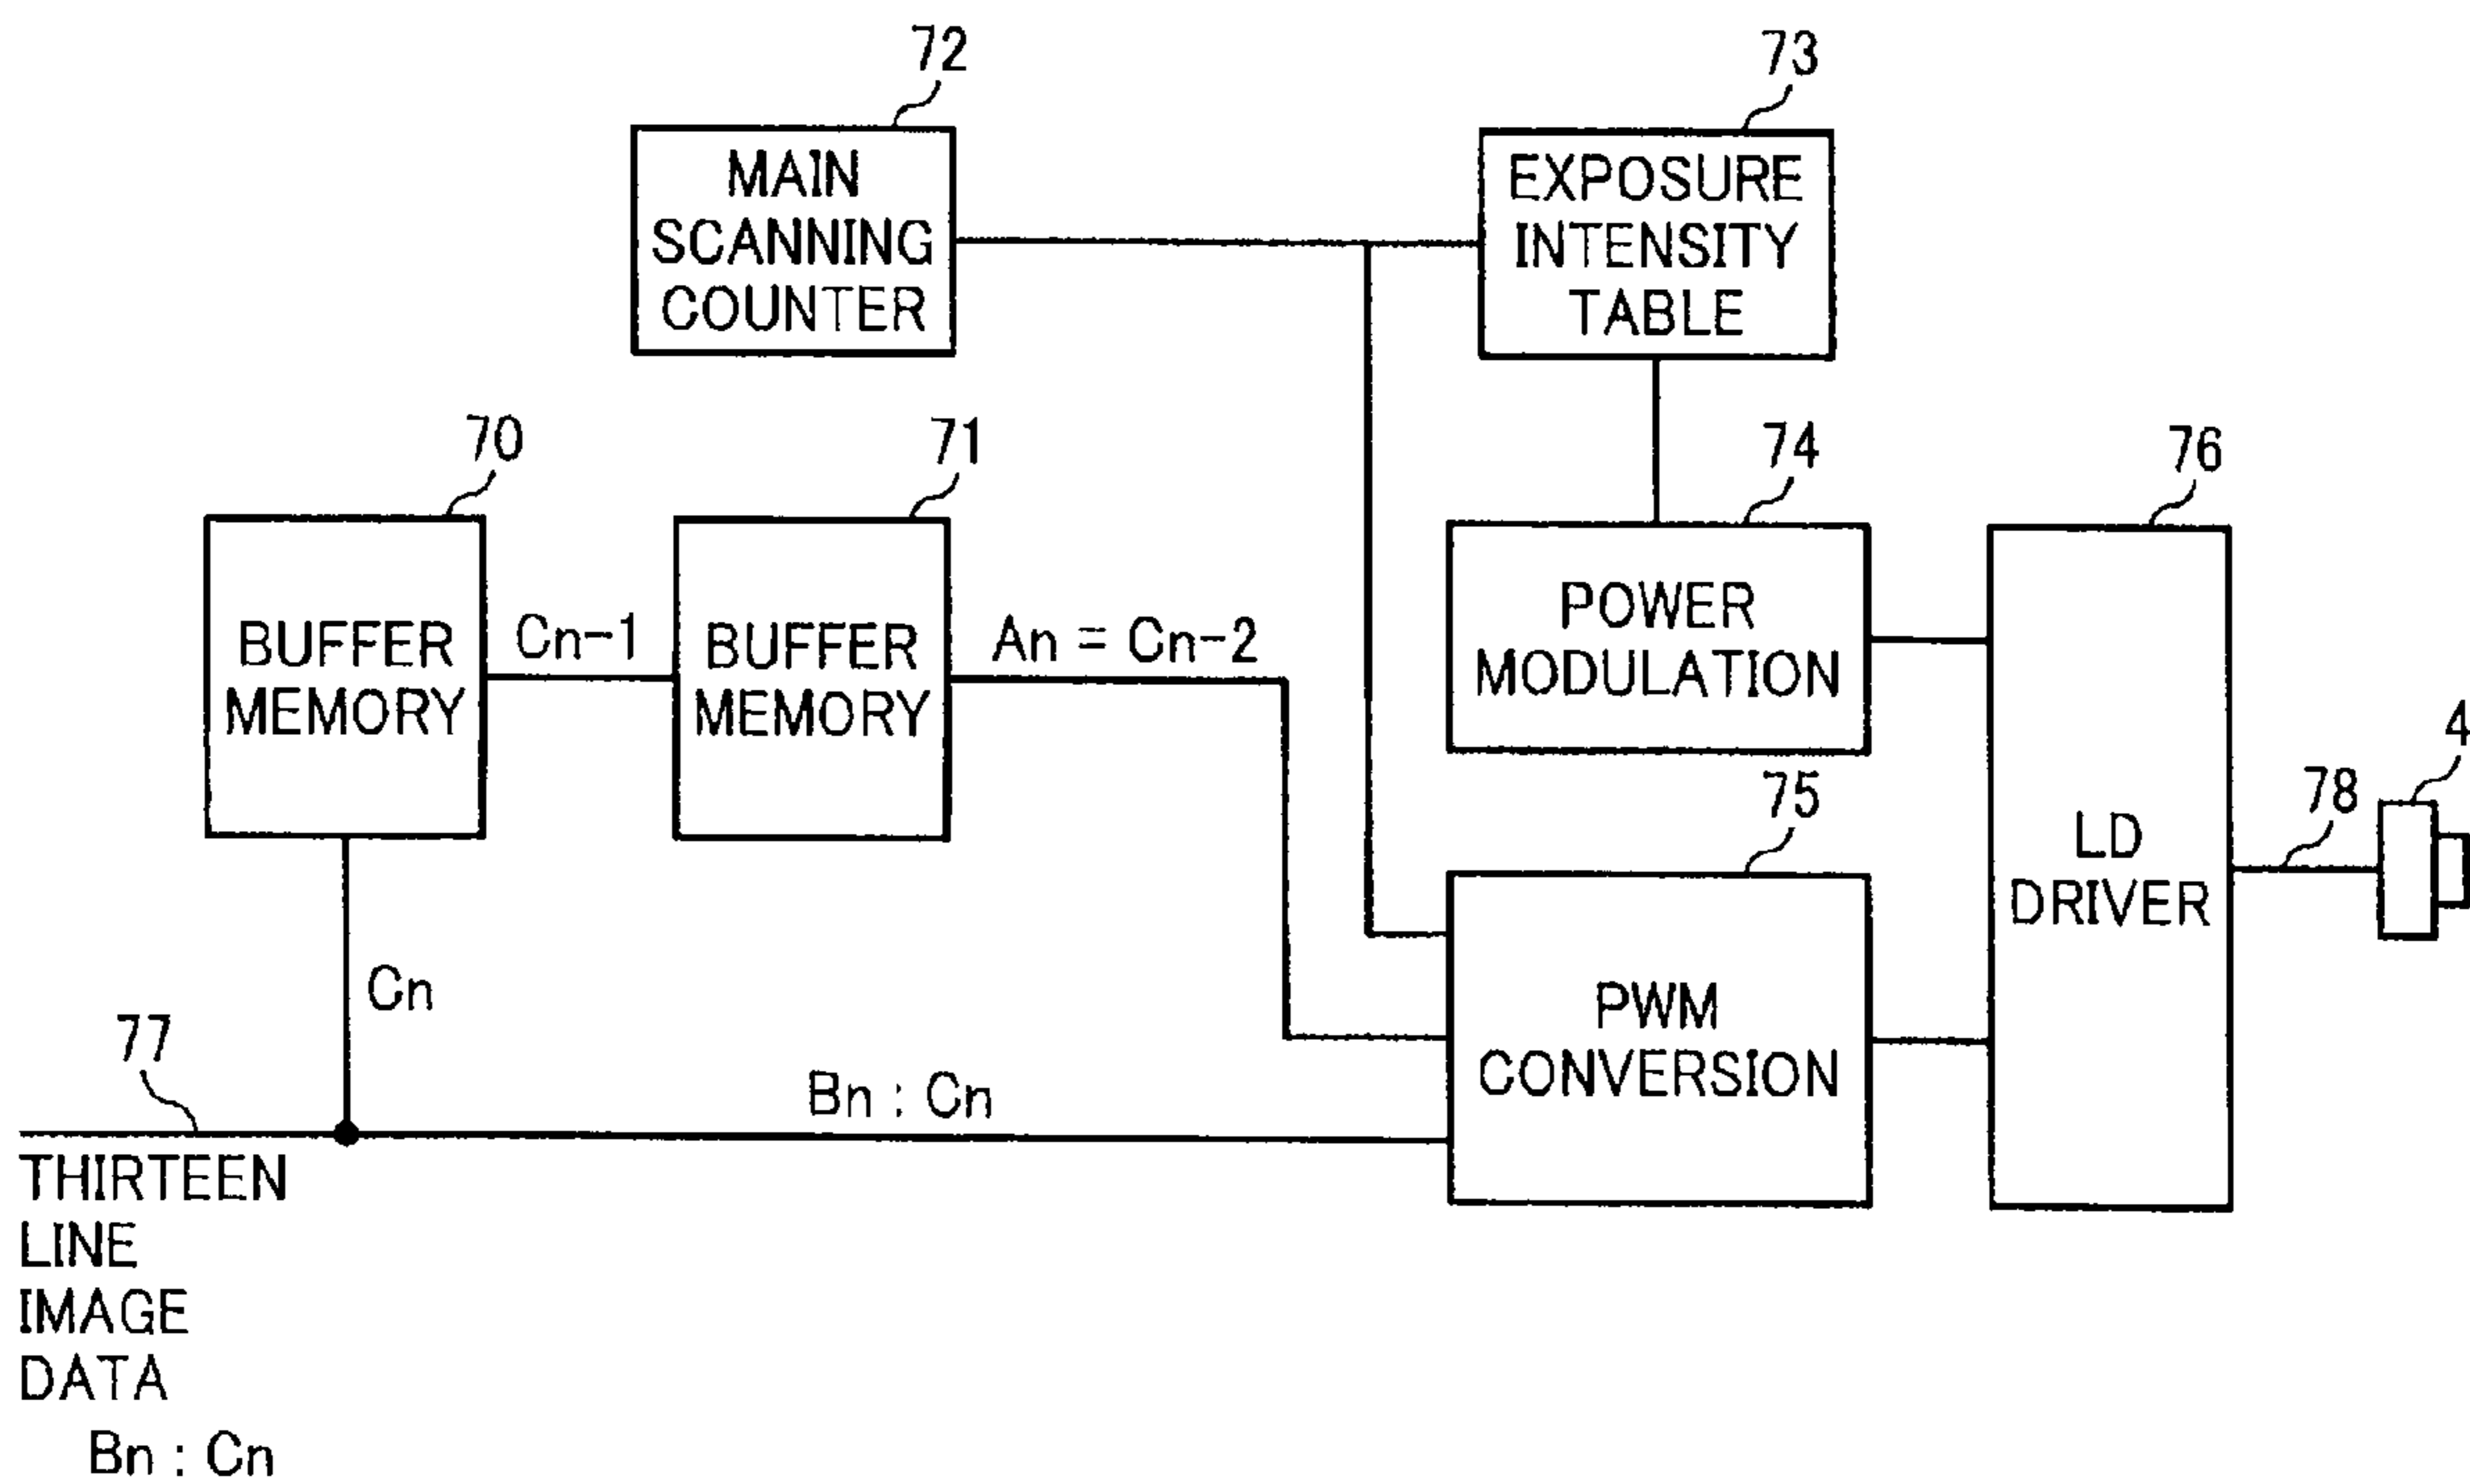 72
73
MAIN
SCANNING
COUNTER
EXPOSURE
INTENSITY
TABLE
70
71
74
76
BUFFER
MEMORY
Cn-1
BUFFER
MEMORY
An = Cn-2
POWER
MODULATION
4
78
75
LD
DRIVER
Cn
77
PWM
CONVERSION
Bn : Cn
THIRTEEN
LINE
IMAGE
DATA
Bn : Cn